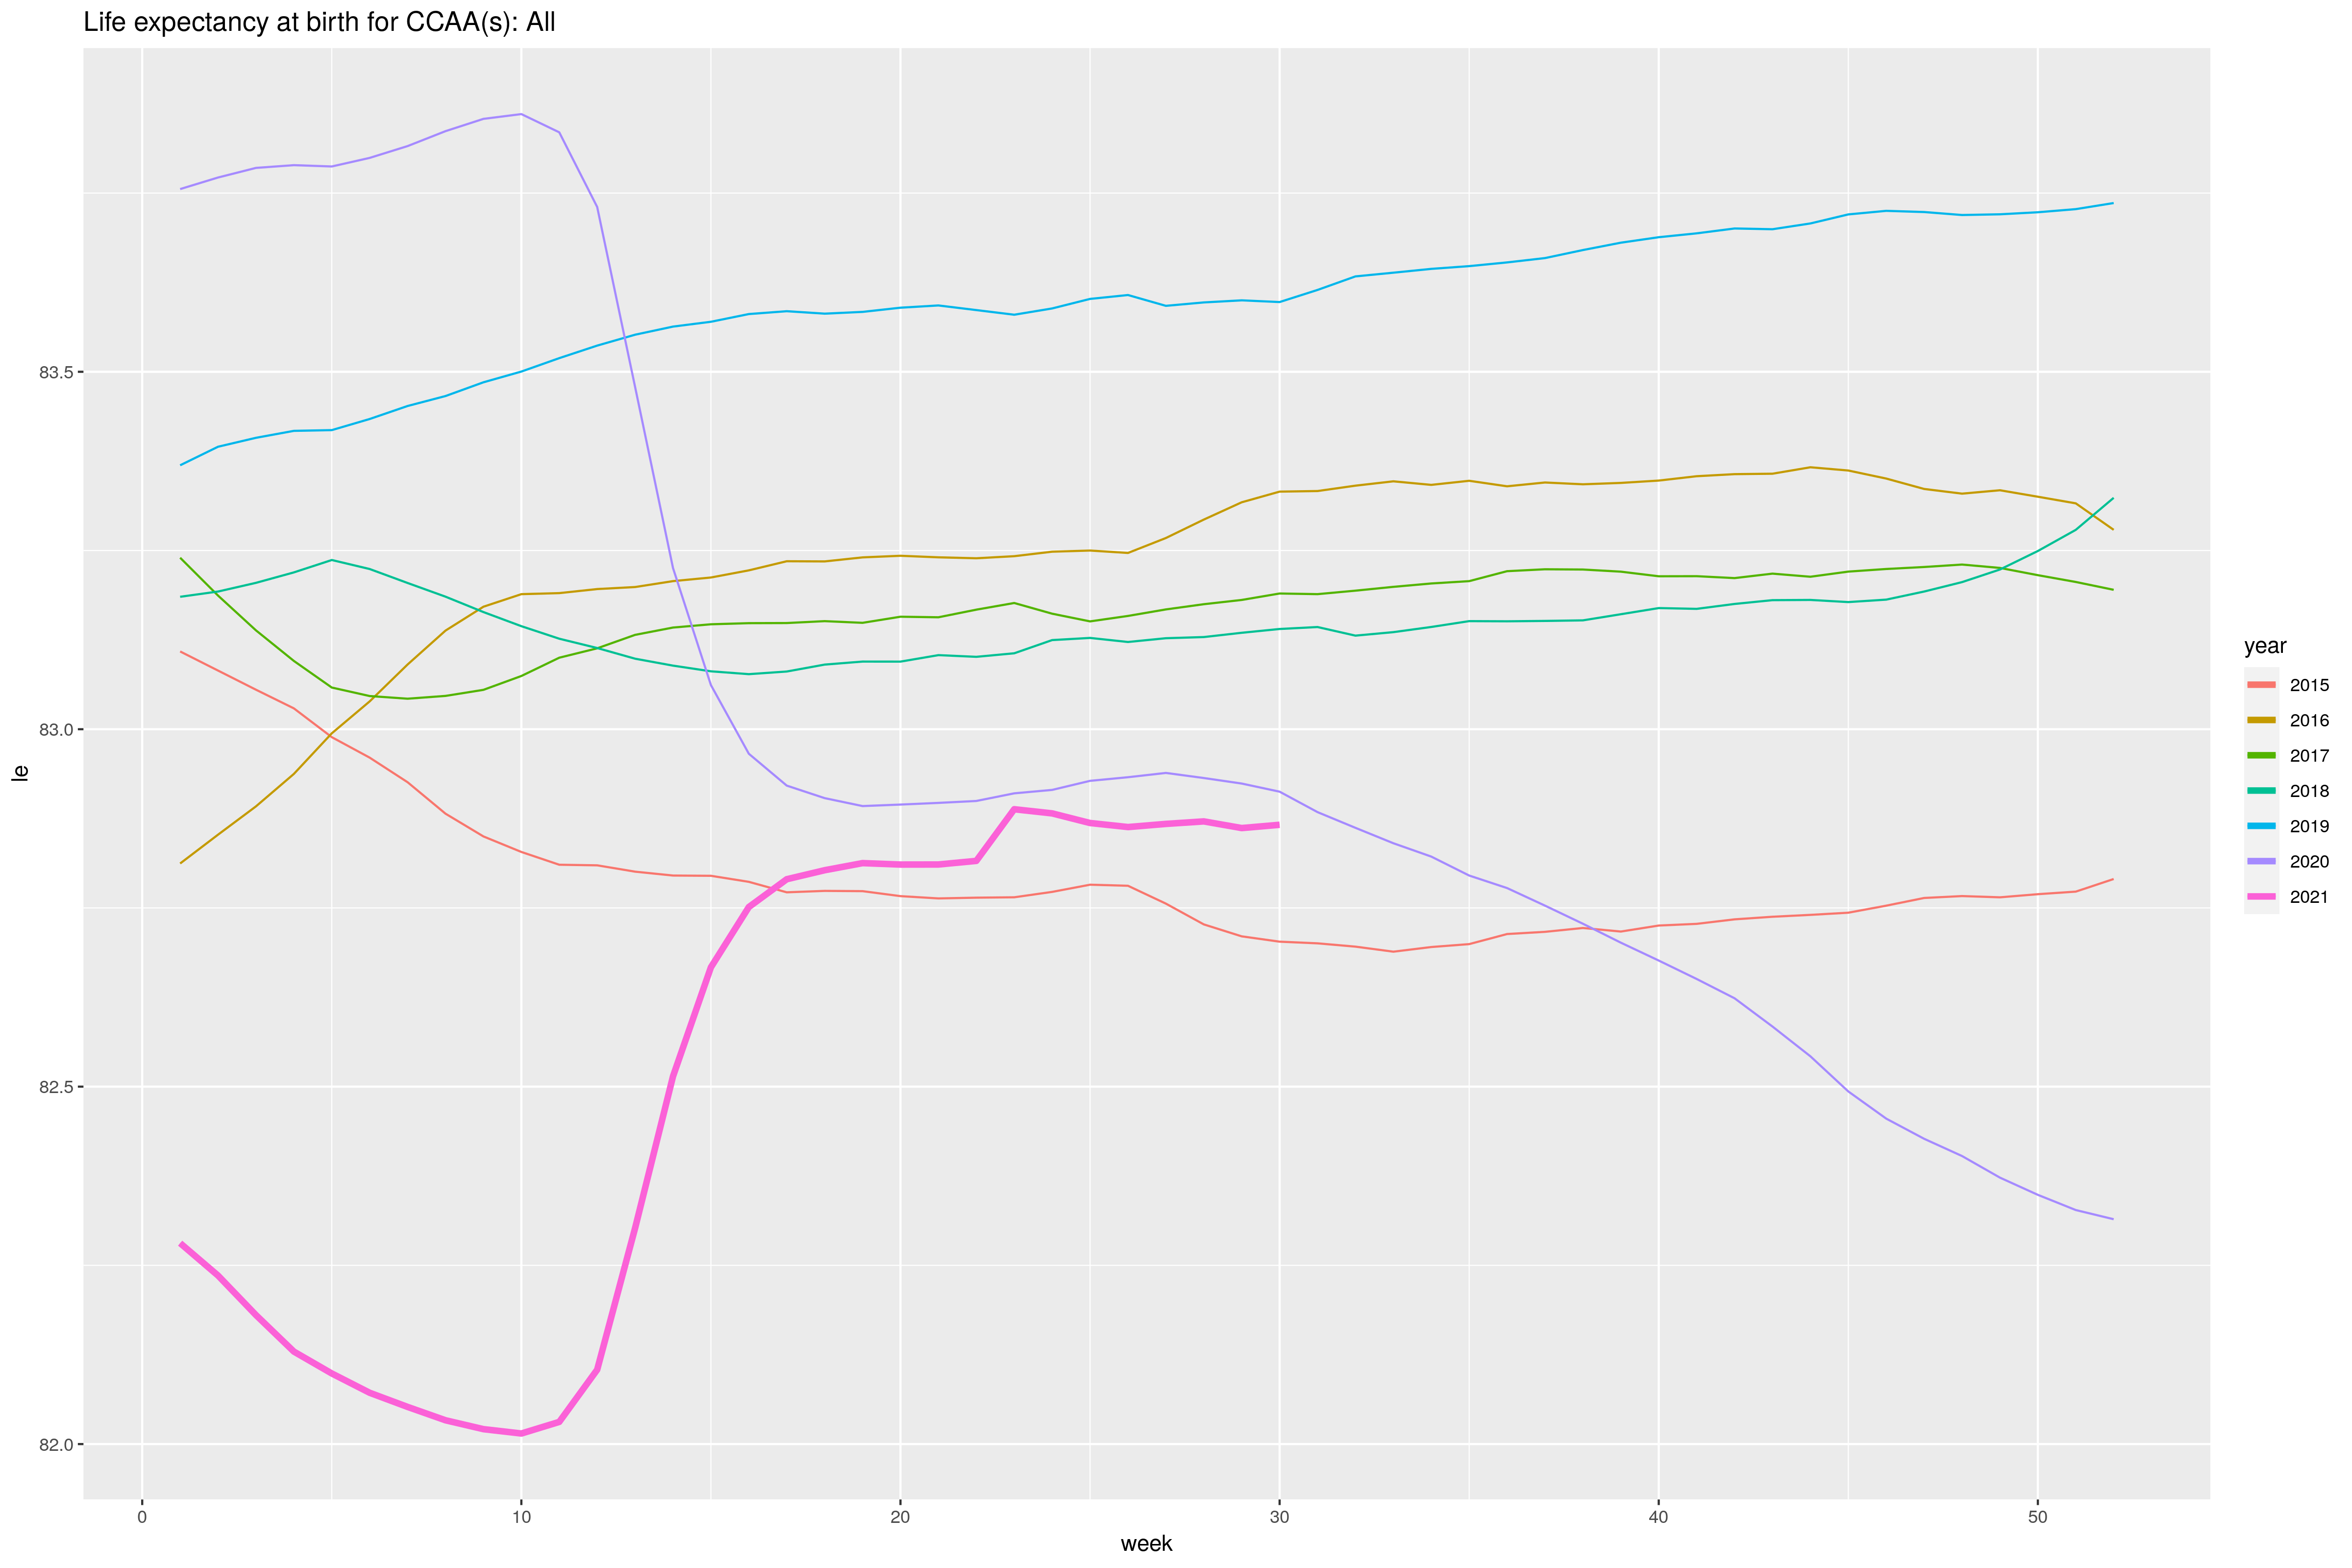 Life expectancy at birth for CCAA(s): All
83.5
83.0
82.5
82.0
le
0 10 20 30 40 50
week
year
2015
2016
2017
2018
2019
2020
2021